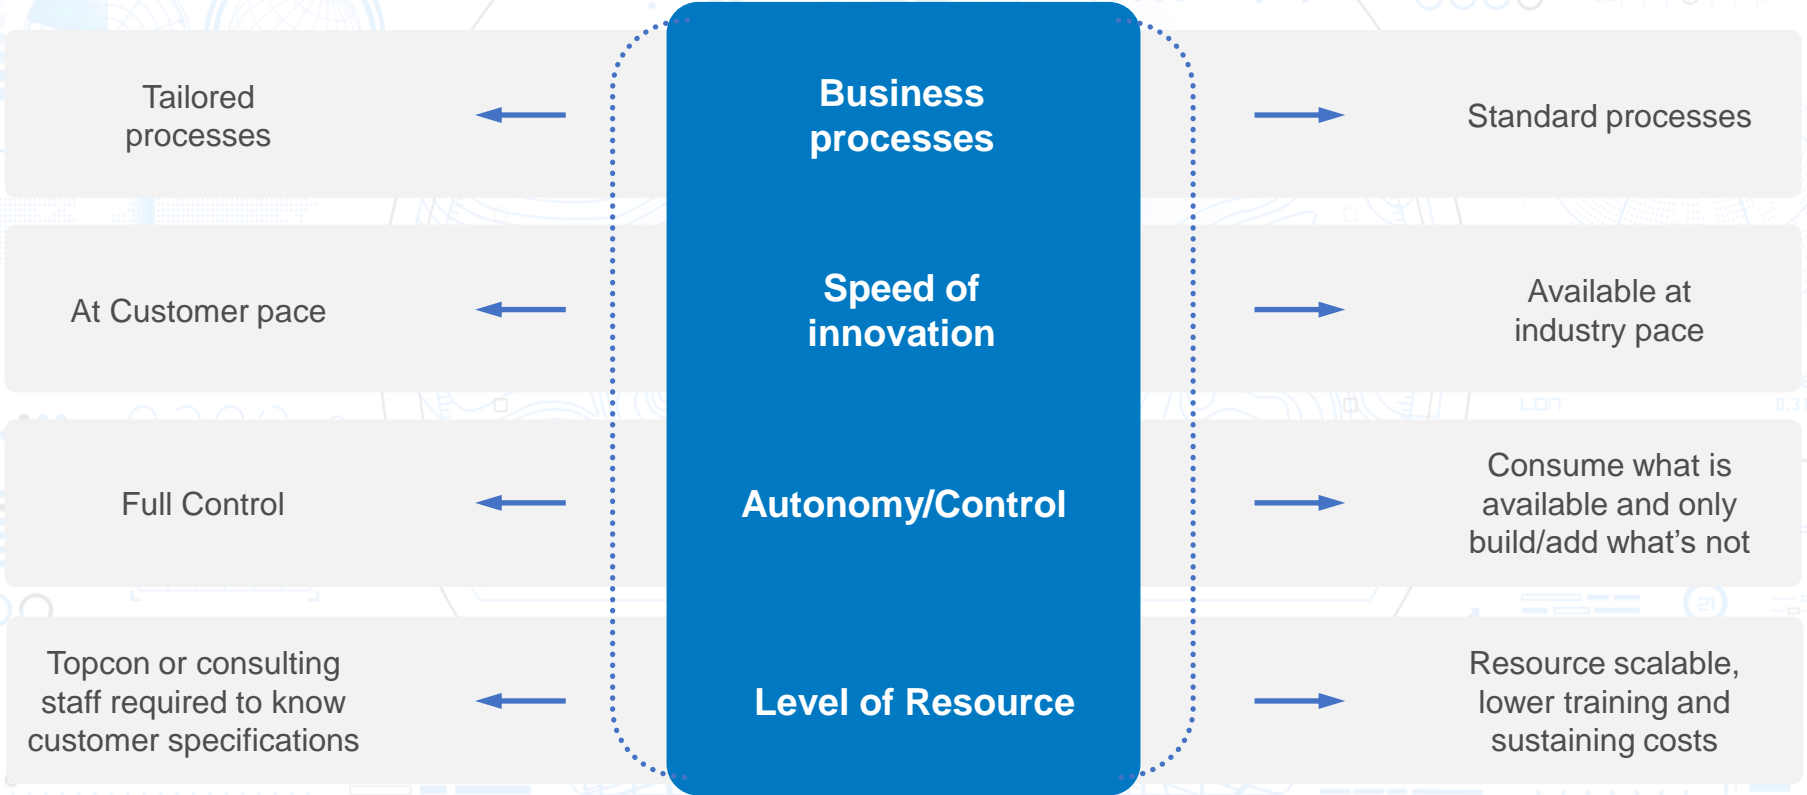 Tailored
processes
Business
processes
Standard processes
At Customer pace
Speed of
innovation
Available at
industry pace
Full Control
Autonomy/Control
Consume what is
available and only
build/add what's not
Topcon or consulting
staff required to know
customer specifications
Level of Resource
Resource scalable,
lower training and
sustaining costs